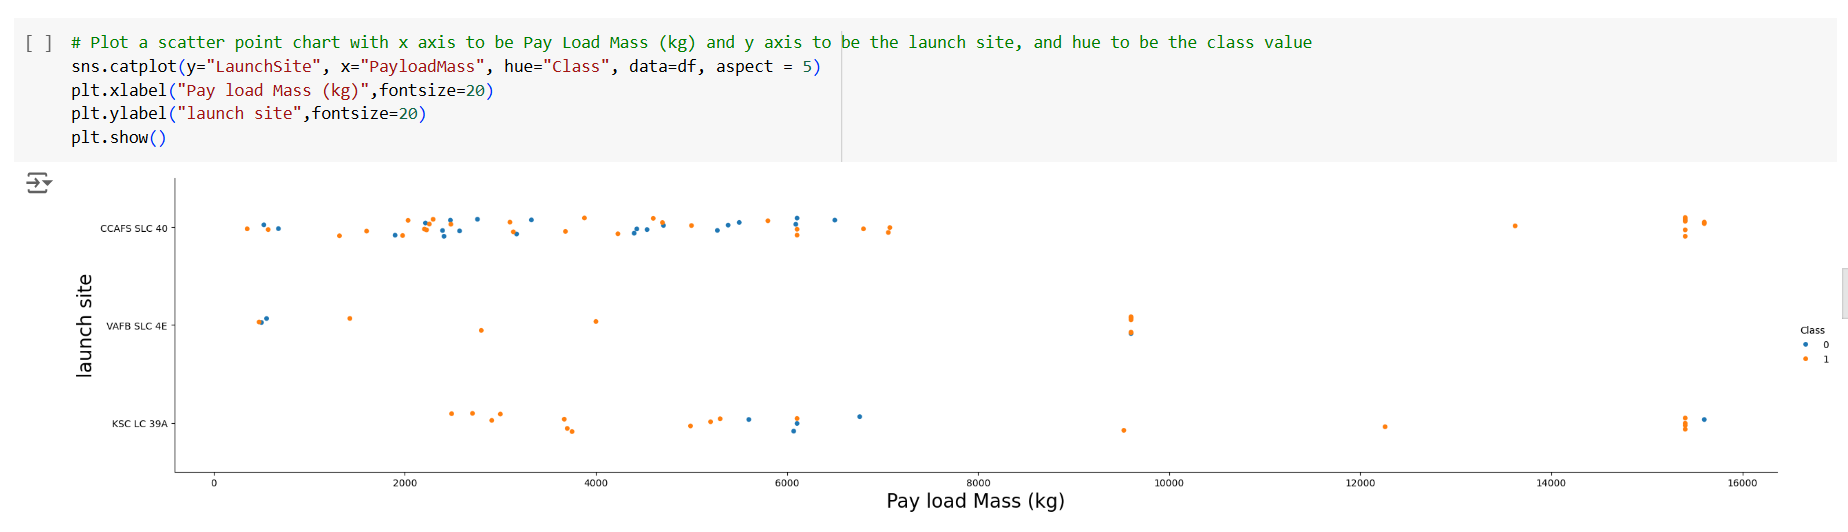 [ ] # Plot a scatter point chart with x axis to be Pay Load Mass (kg) and y axis to be the launch site, and hue to be the class value
sns.catplot(y="LaunchSite", x="PayloadMass", hue="Class", data=df, aspect = 5)
plt.xlabel("Pay load Mass (kg)",fontsize=20)
plt.ylabel("launch site",fontsize=20)
plt.show()
CCAFS SLC 40
launch site
VAFB SLC 4E
KSC LC 39A
Class
0
1
0 2000 4000 6000 8000 10000 12000 14000 16000
Pay load Mass (kg)